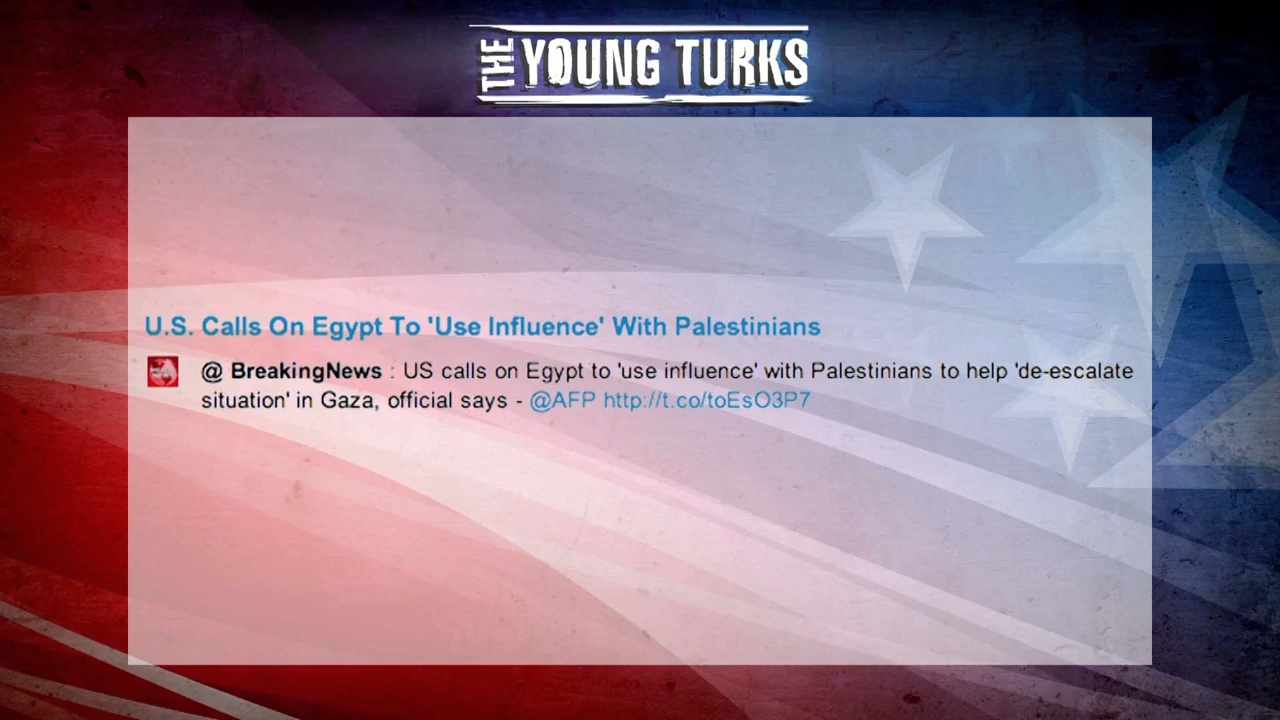 THE YOUNG TURKS
U.S. Calls On Egypt To 'Use Influence' With Palestinians
@ BreakingNews : US calls on Egypt to 'use influence' with Palestinians to help 'de-escalate
situation' in Gaza, official says - @AFP http://t.co/toEsO3P7